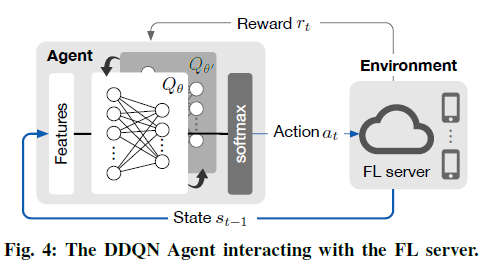 Reward r_t
Agent
Environment
Q_θ'
Q_θ
Features
softmax
Action a_t
FL server
State s_{t−1}
Fig. 4: The DDQN Agent interacting with the FL server.